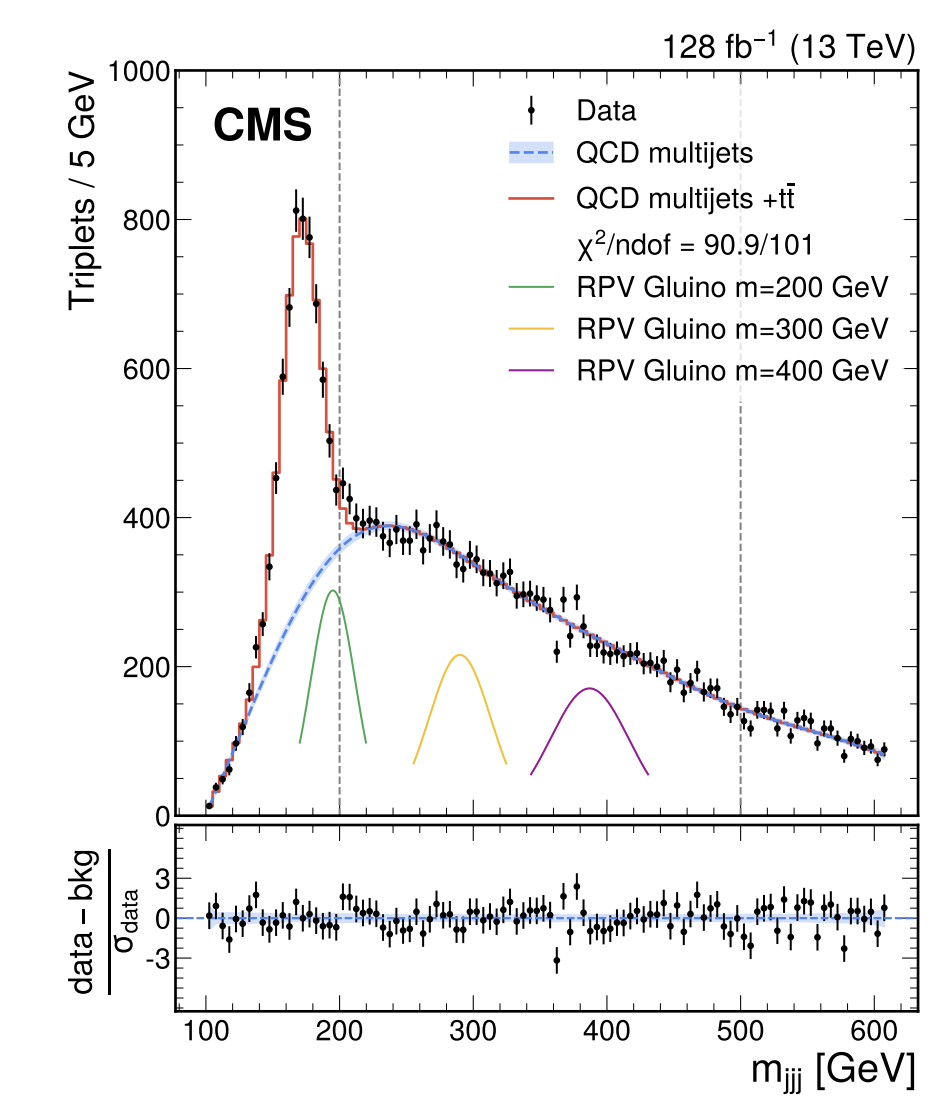 128 fb⁻¹ (13 TeV)
Triplets / 5 GeV
1000
800
600
400
200
0
CMS
Data
QCD multijets
QCD multijets +tt̄
χ²/ndof = 90.9/101
RPV Gluino m=200 GeV
RPV Gluino m=300 GeV
RPV Gluino m=400 GeV
data – bkg
σdata
3
0
-3
100 200 300 400 500 600
mjjj [GeV]